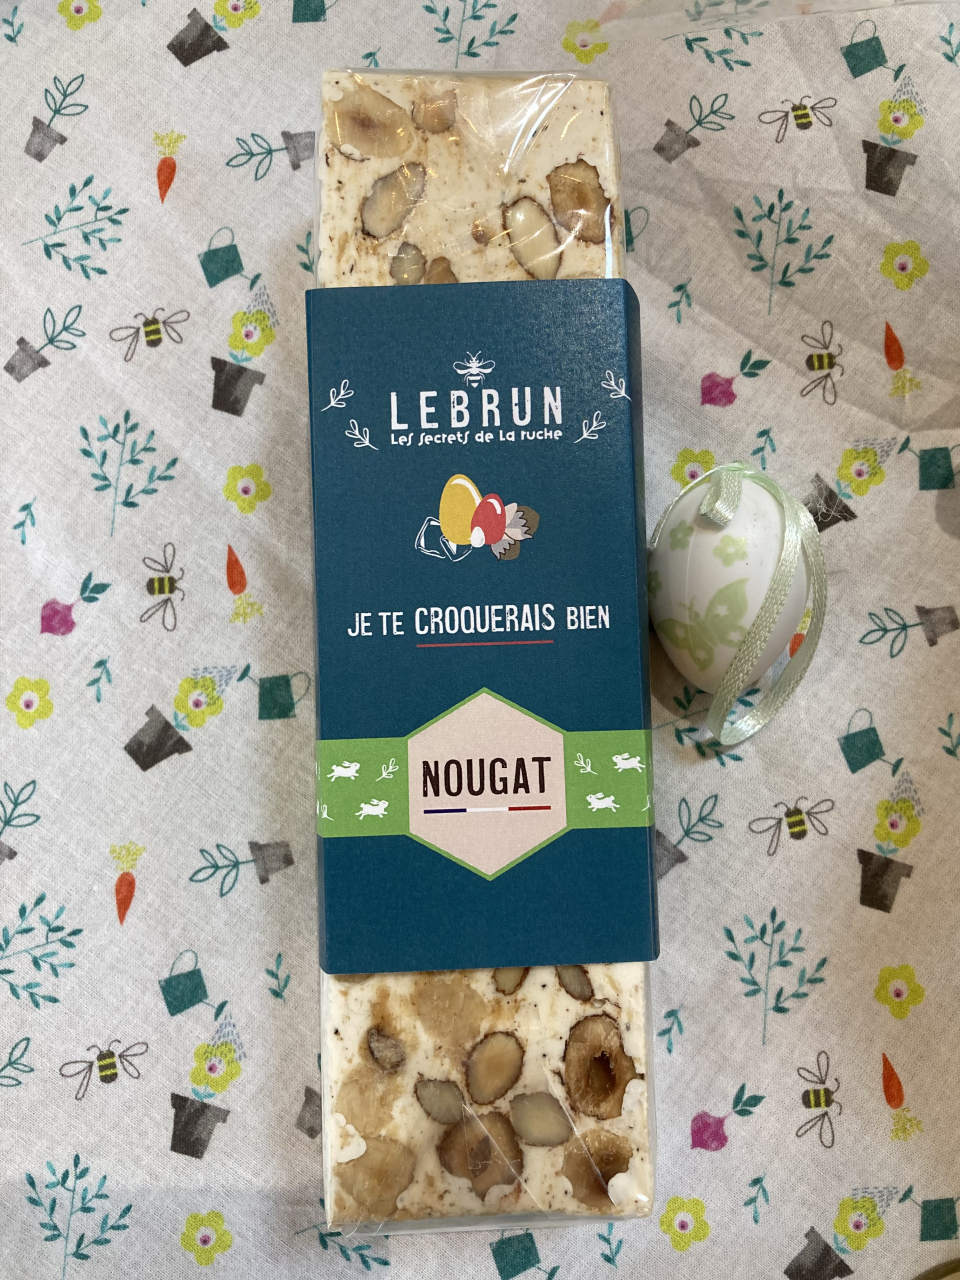 LEBRUN
Les secrets de la ruche
JE TE CROQUERAIS BIEN
NOUGAT